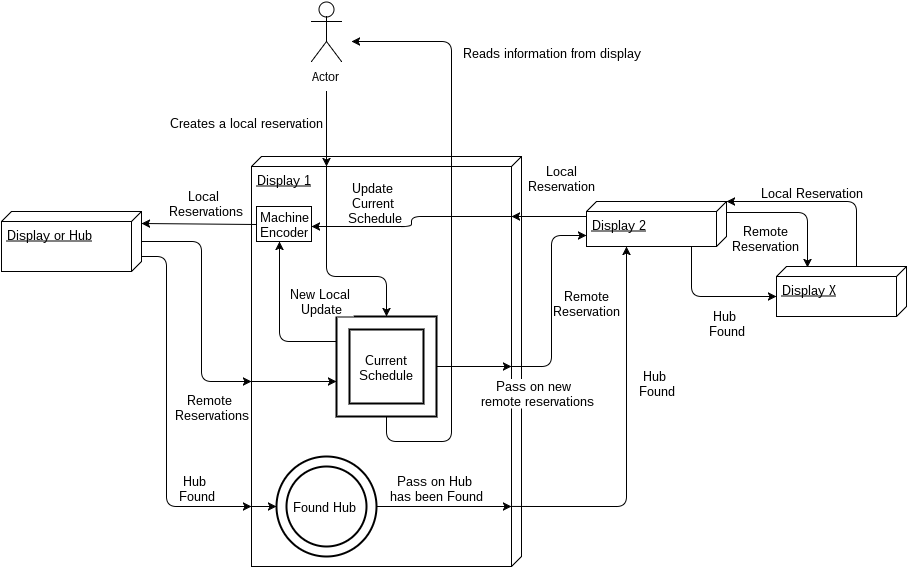 Reads information from display
Actor
Creates a local reservation
Display 1
Update
Current
Schedule
Local
Reservation
Local
Reservations
Machine
Encoder
Display or Hub
Display 2
Local Reservation
Remote
Reservation
Display X
New Local
Update
Remote
Reservation
Hub
Found
Current
Schedule
Remote
Reservations
Pass on new
remote reservations
Hub
Found
Hub
Found
Pass on Hub
has been Found
Found Hub